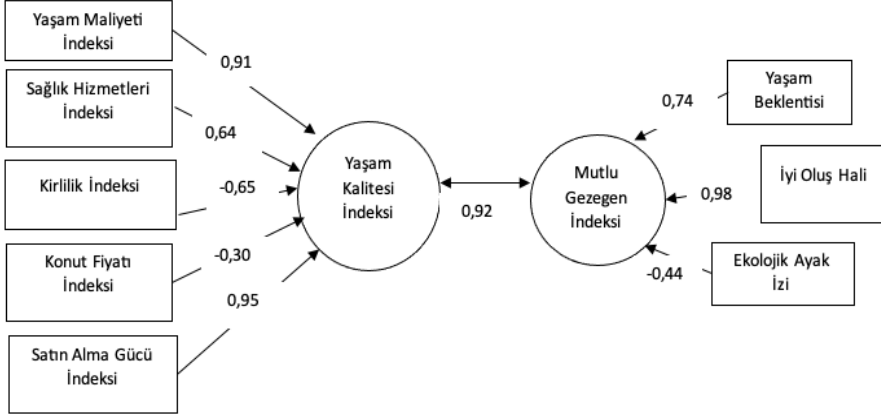 Yaşam Maliyeti
İndeksi
0,91
Sağlık Hizmetleri
İndeksi
0,64
Kirlilik İndeksi
-0,65
Konut Fiyatı
İndeksi
-0,30
Satın Alma Gücü
İndeksi
0,95
Yaşam
Kalitesi
İndeksi
0,92
Mutlu
Gezegen
İndeksi
Yaşam
Beklentisi
0,74
İyi Oluş Hali
0,98
Ekolojik Ayak
İzi
-0,44